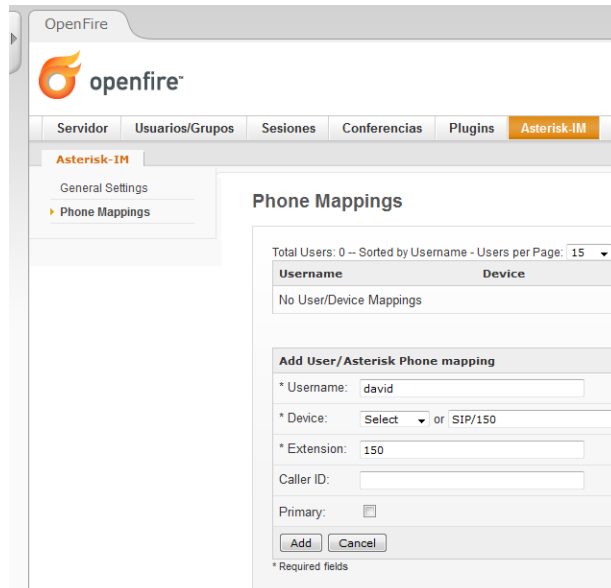 OpenFire
openfire™
Servidor Usuarios/Grupos Sesiones Conferencias Plugins Asterisk-IM
Asterisk-IM
General Settings
Phone Mappings
Phone Mappings
Total Users: 0 -- Sorted by Username - Users per Page: 15
Username Device
No User/Device Mappings
Add User/Asterisk Phone mapping
* Username: david
* Device: Select or SIP/150
* Extension: 150
Caller ID:
Primary:
Add Cancel
* Required fields